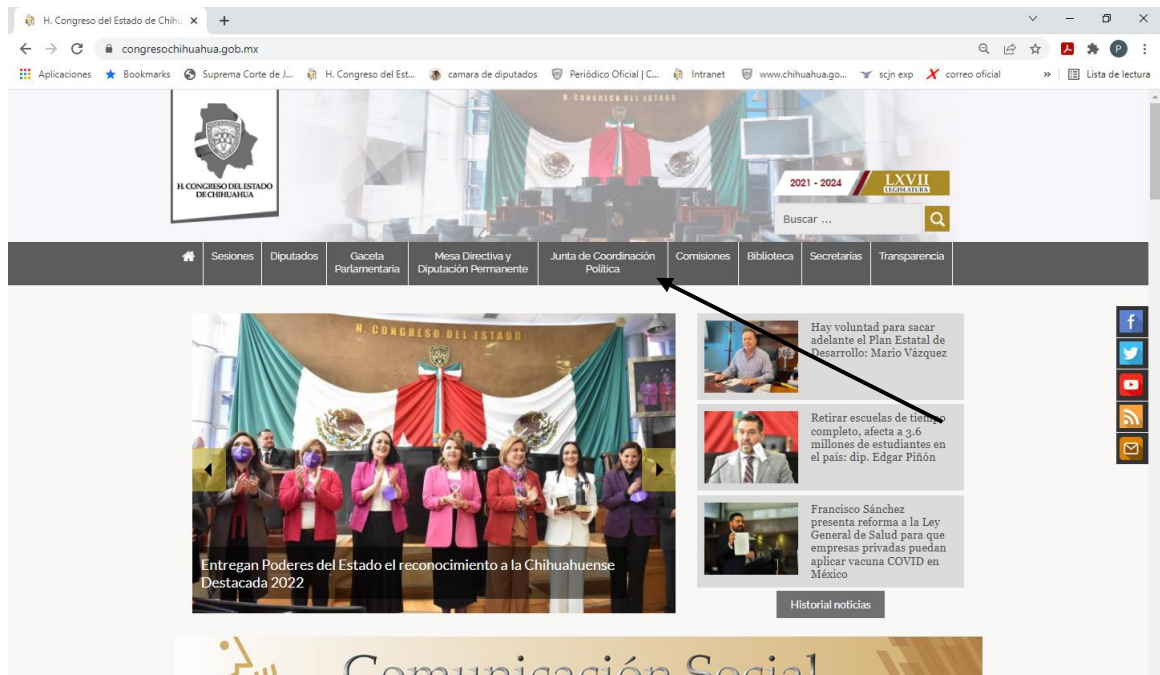 H. Congreso del Estado de Chihu
congresochihuahua.gob.mx
P
Aplicaciones
Bookmarks
Suprema Corte de J...
H. Congreso del Est...
camara de diputados
Periódico Oficial | C...
Intranet
www.chihuahua.go...
scjn exp
correo oficial
»
Lista de lectura
H CONGRESO DEL ESTADO
H. CONGRESO DEL ESTADO
DE CHIHUAHUA
2021 - 2024
LXVII
LEGISLATURA
Buscar ...
Sesiones
Diputados
Gaceta
Parlamentaria
Mesa Directiva y
Diputación Permanente
Junta de Coordinación
Política
Comisiones
Biblioteca
Secretarías
Transparencia
H. CONGRESO DEL ESTADO
Entregan Poderes del Estado el reconocimiento a la Chihuahuense
Destacada 2022
Hay voluntad para sacar
adelante el Plan Estatal de
Desarrollo: Mario Vázquez
Retirar escuelas de tiempo
completo, afecta a 3.6
millones de estudiantes en
el país: dip. Edgar Piñón
Francisco Sánchez
presenta reforma a la Ley
General de Salud para que
empresas privadas puedan
aplicar vacuna COVID en
México
Historial noticias
Comunicación Social